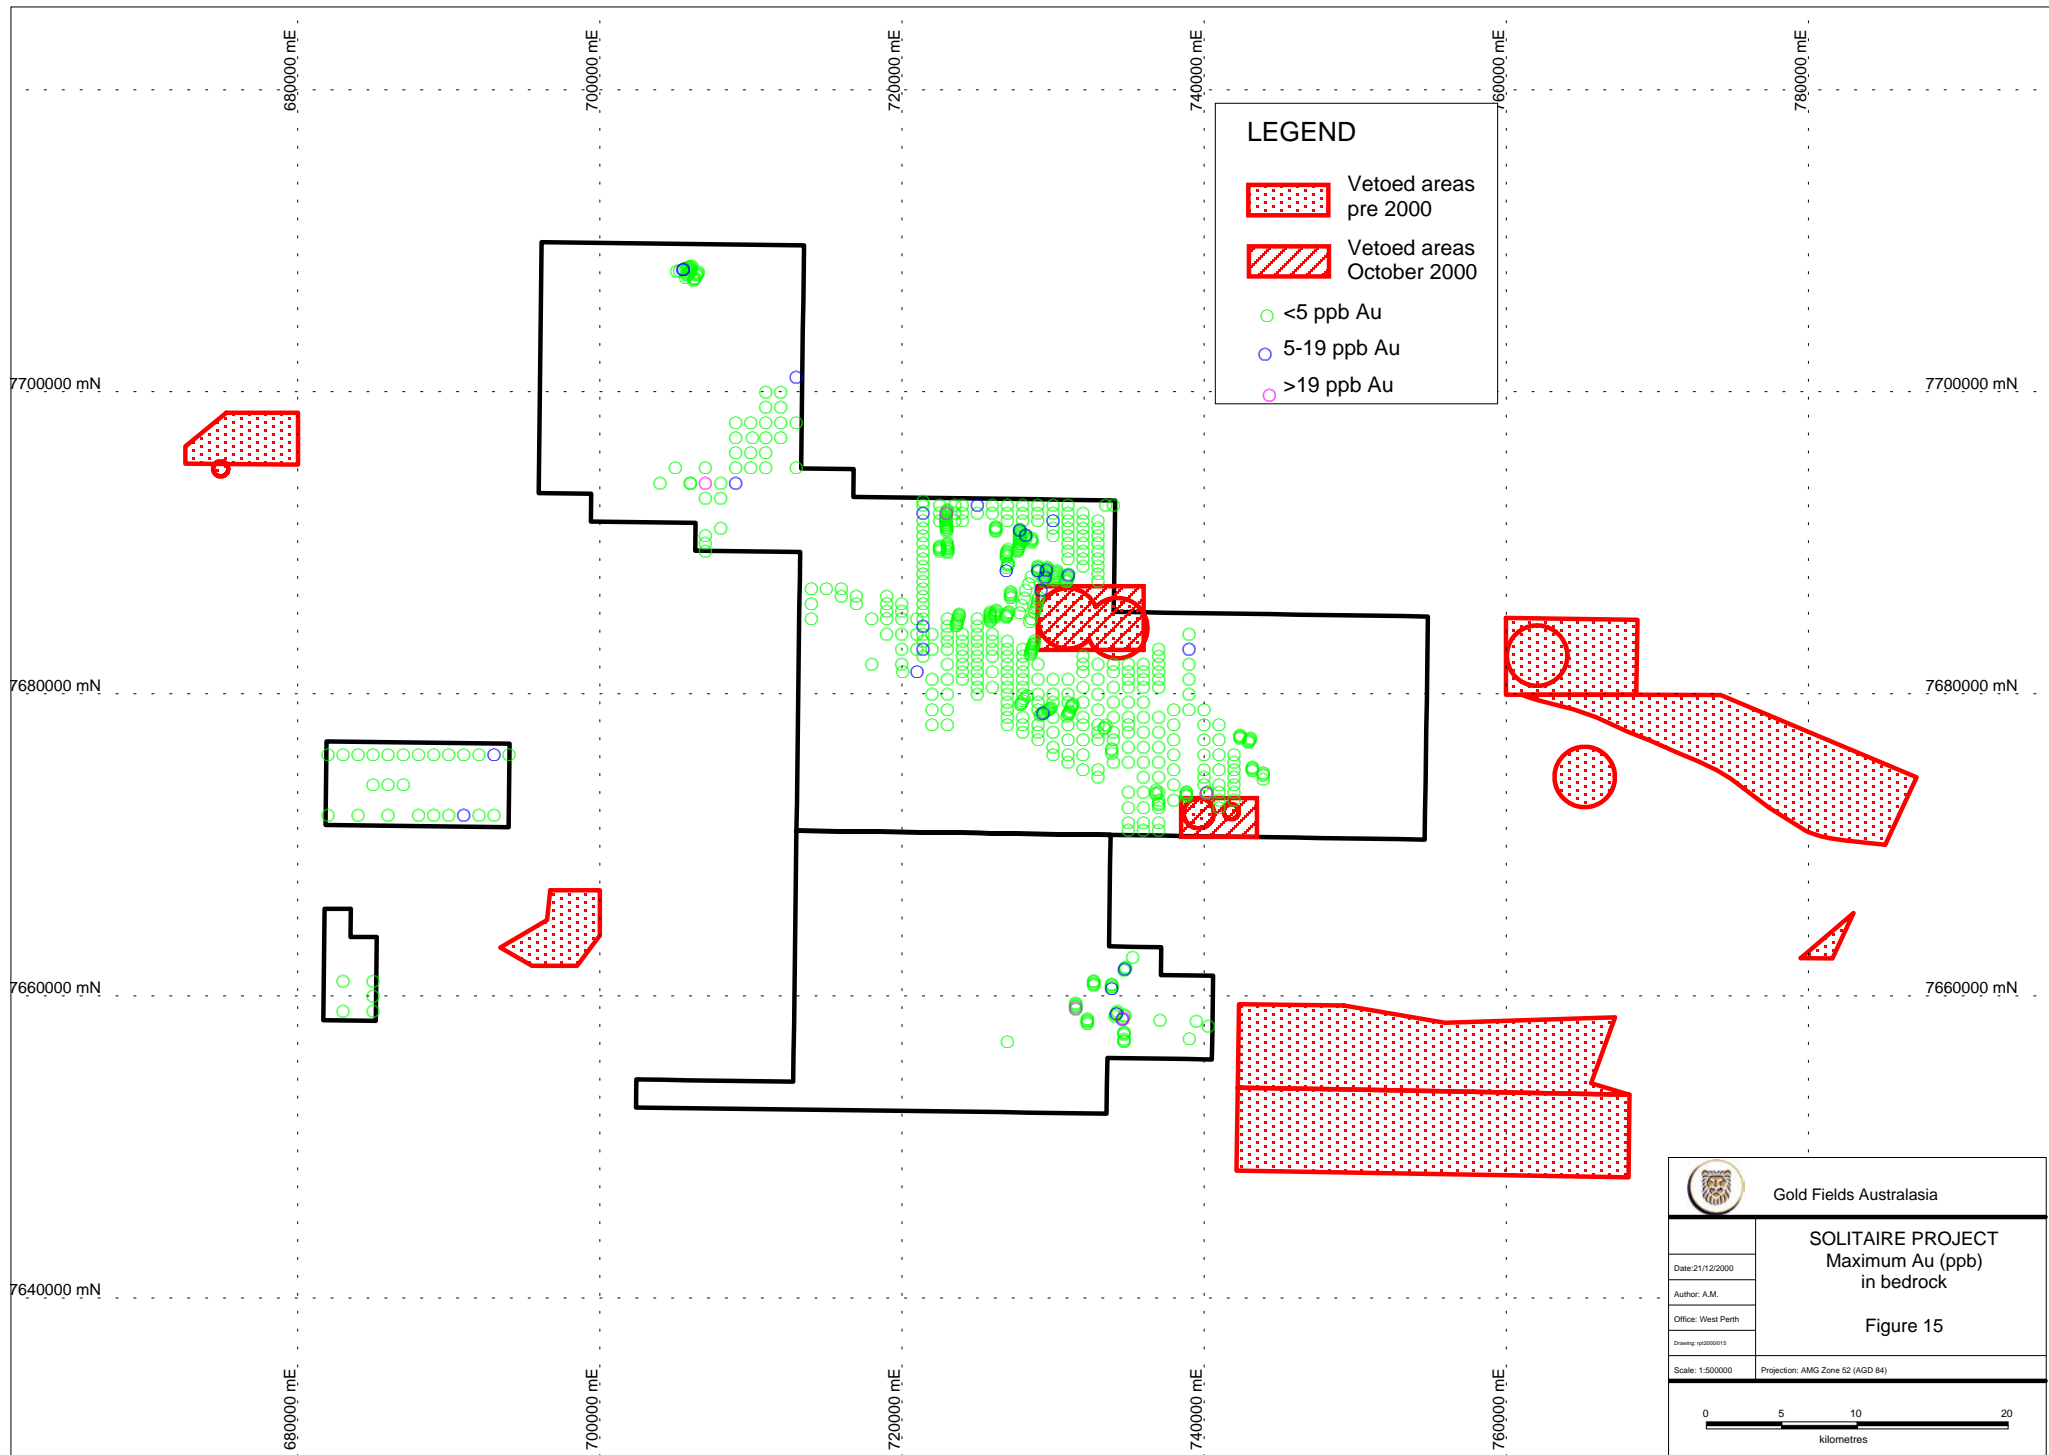 680000 mE
700000 mE
720000 mE
740000 mE
760000 mE
780000 mE
LEGEND
Vetoed areas
pre 2000
Vetoed areas
October 2000
<5 ppb Au
5-19 ppb Au
>19 ppb Au
7700000 mN
7700000 mN
7680000 mN
7680000 mN
7660000 mN
7660000 mN
7640000 mN
680000 mE
700000 mE
720000 mE
740000 mE
760000 mE
Gold Fields Australasia
SOLITAIRE PROJECT
Maximum Au (ppb)
in bedrock
Figure 15
Date:21/12/2000
Author: A.M.
Office: West Perth
Drawing: rpt2000/015
Scale: 1:500000
Projection: AMG Zone 52 (AGD 84)
0 5 10 20
kilometres